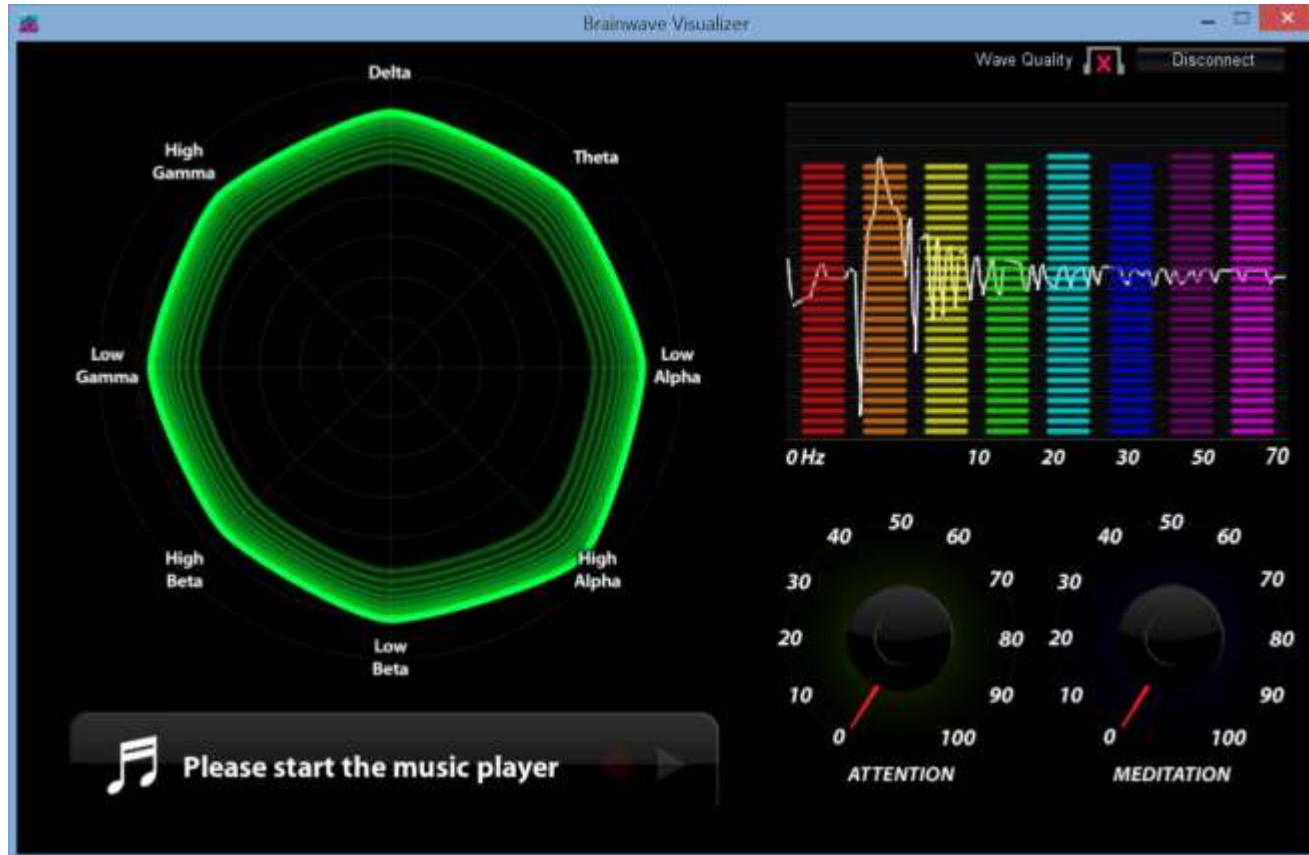 Brainwave Visualizer
Wave Quality X Disconnect
Delta
High
Gamma
Theta
Low
Gamma
Low
Alpha
High
Beta
High
Alpha
Low
Beta
Please start the music player
0 Hz 10 20 30 50 70
0 10 20 30 40 50 60 70 80 90 100
ATTENTION
0 10 20 30 40 50 60 70 80 90 100
MEDITATION